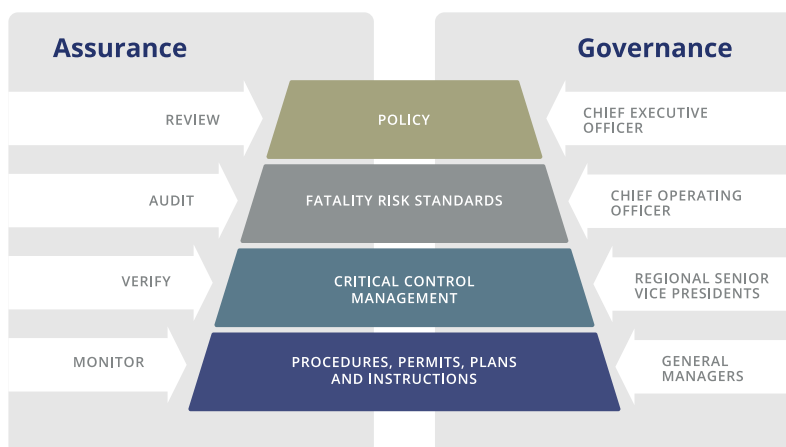 Assurance
Governance
REVIEW
POLICY
CHIEF EXECUTIVE
OFFICER
AUDIT
FATALITY RISK STANDARDS
CHIEF OPERATING
OFFICER
VERIFY
CRITICAL CONTROL
MANAGEMENT
REGIONAL SENIOR
VICE PRESIDENTS
MONITOR
PROCEDURES, PERMITS, PLANS
AND INSTRUCTIONS
GENERAL
MANAGERS